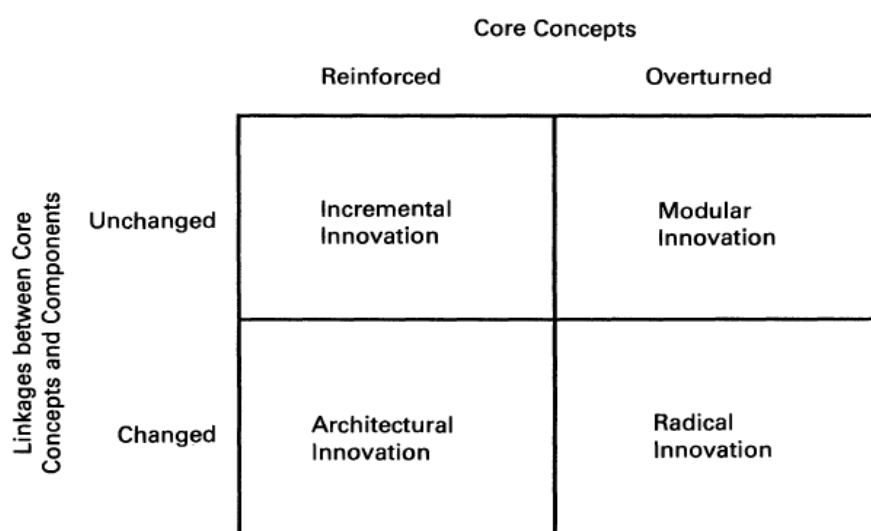 Core Concepts
Reinforced
Overturned
Linkages between Core
Concepts and Components
Unchanged
Incremental
Innovation
Modular
Innovation
Changed
Architectural
Innovation
Radical
Innovation